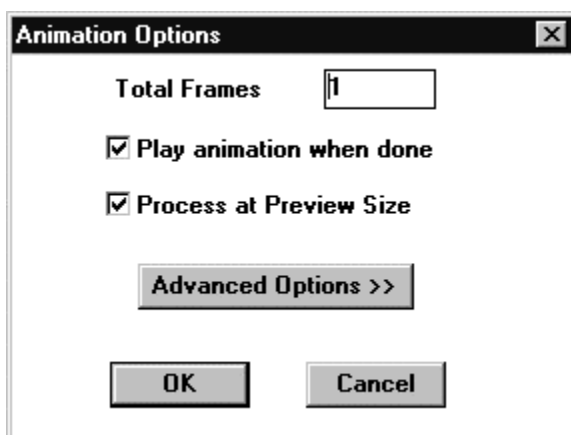 Animation Options
Total Frames 1
Play animation when done
Process at Preview Size
Advanced Options >>
OK Cancel